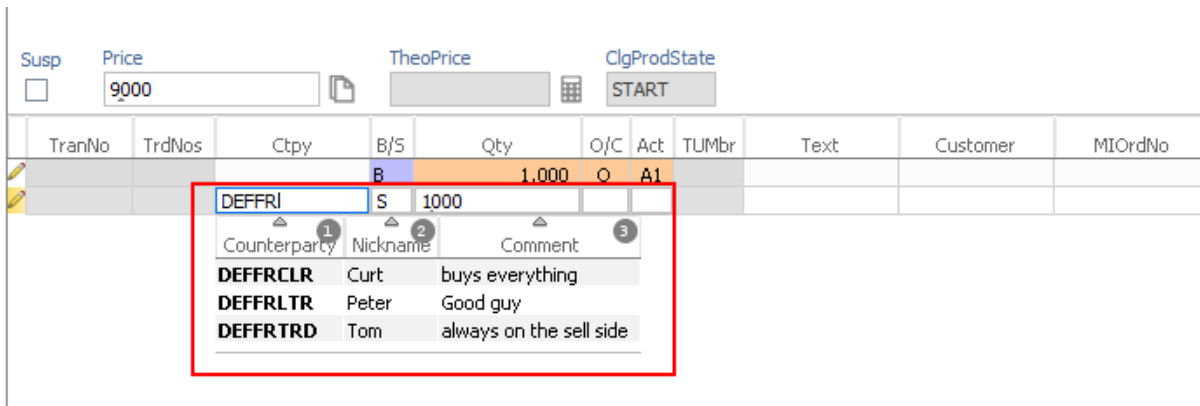 Susp Price TheoPrice ClgProdState
9000 START
TranNo TrdNos Ctpy B/S Qty O/C Act TUMbr Text Customer MIOrdNo
B 1,000 O A1
DEFFR S 1000
1 2 3
Counterparty Nickname Comment
DEFFRCLR Curt buys everything
DEFFRLTR Peter Good guy
DEFFRTRD Tom always on the sell side